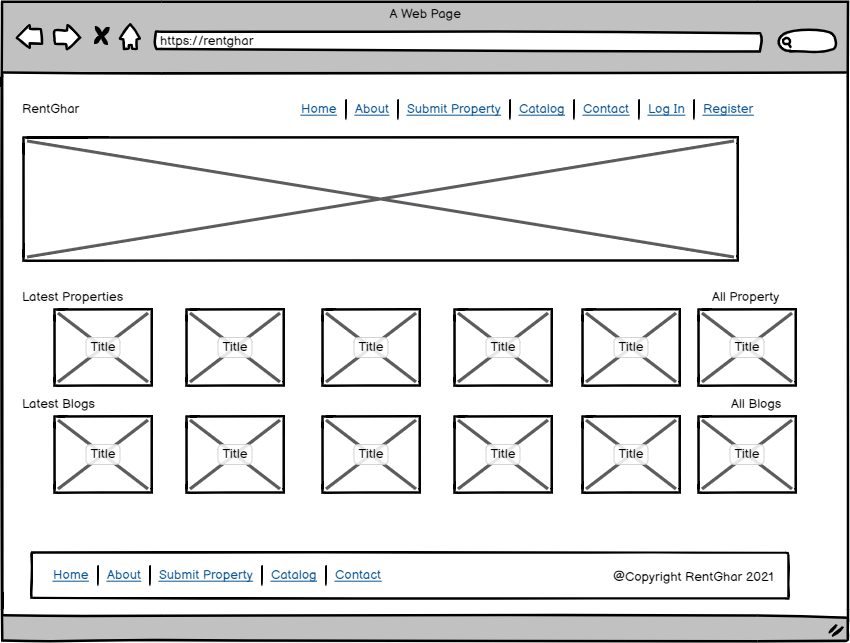 A Web Page
https://rentghar
RentGhar Home About Submit Property Catalog Contact Log In Register
Latest Properties All Property
Title Title Title Title Title Title
Latest Blogs All Blogs
Title Title Title Title Title Title
Home About Submit Property Catalog Contact @Copyright RentGhar 2021